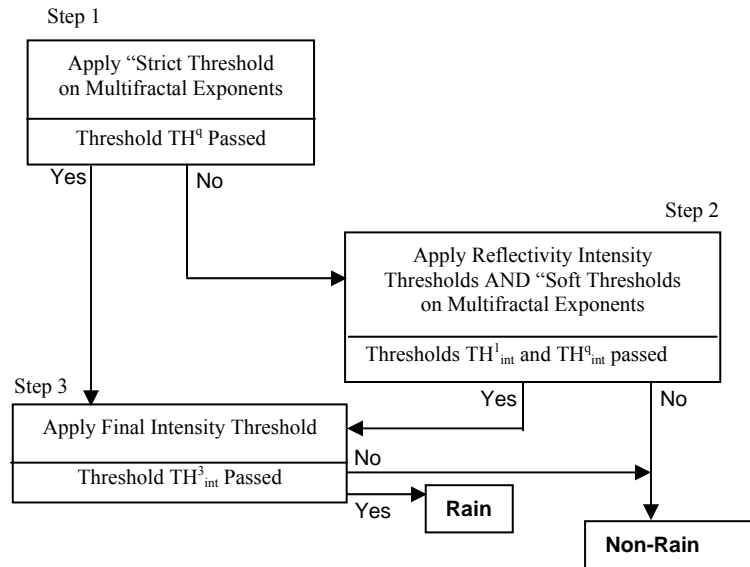 Step 1
Apply “Strict Threshold
on Multifractal Exponents
Threshold TH^q Passed
Yes
No
Step 2
Apply Reflectivity Intensity
Thresholds AND “Soft Thresholds
on Multifractal Exponents
Thresholds TH^1_int and TH^q_int passed
Yes
No
Step 3
Apply Final Intensity Threshold
Threshold TH^3_int Passed
No
Yes
Rain
Non-Rain